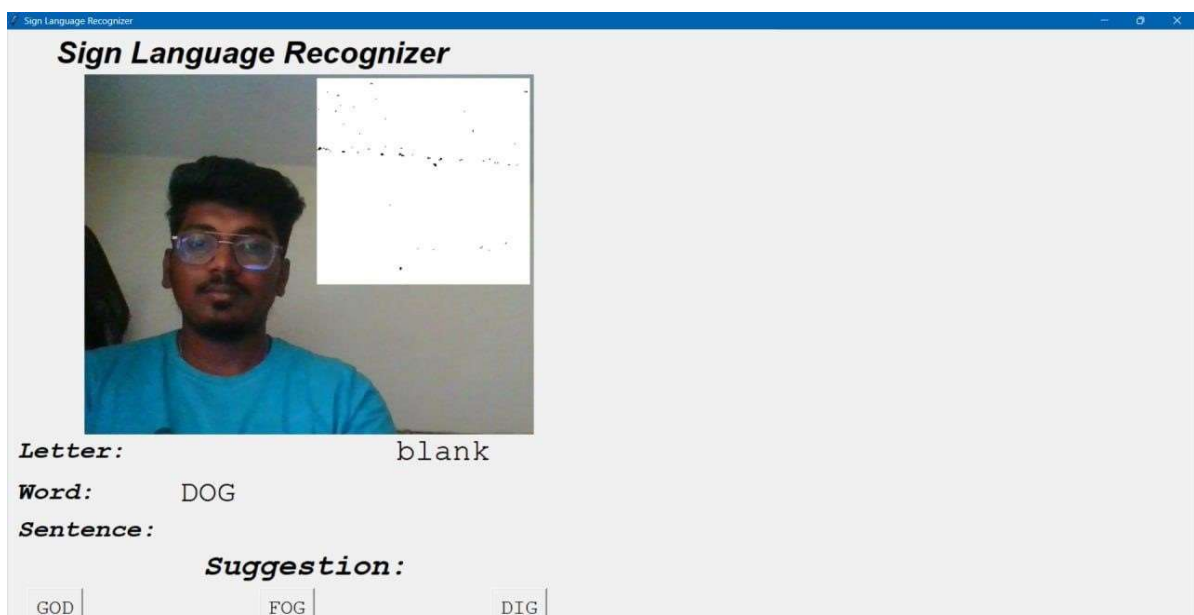 Sign Language Recognizer
Sign Language Recognizer
Letter: blank
Word: DOG
Sentence:
Suggestion:
GOD FOG DIG